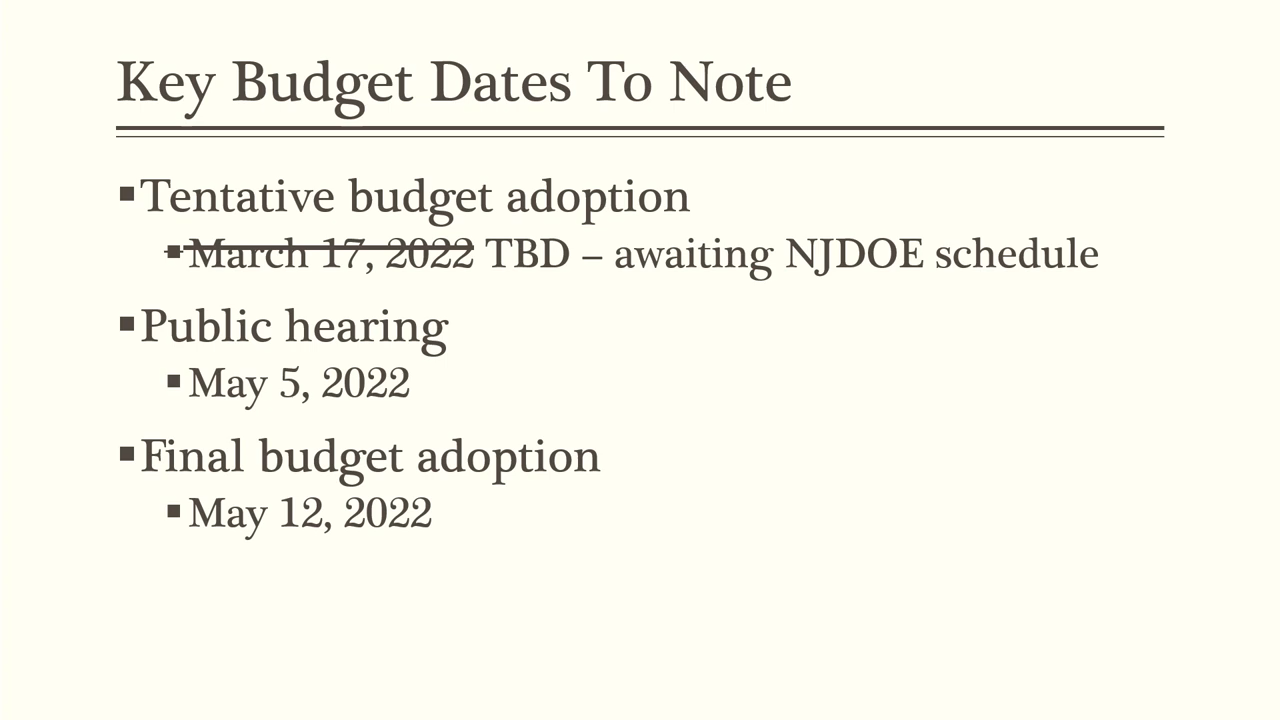 Key Budget Dates To Note
▪Tentative budget adoption
▪March 17, 2022 TBD – awaiting NJDOE schedule
▪Public hearing
▪May 5, 2022
▪Final budget adoption
▪May 12, 2022